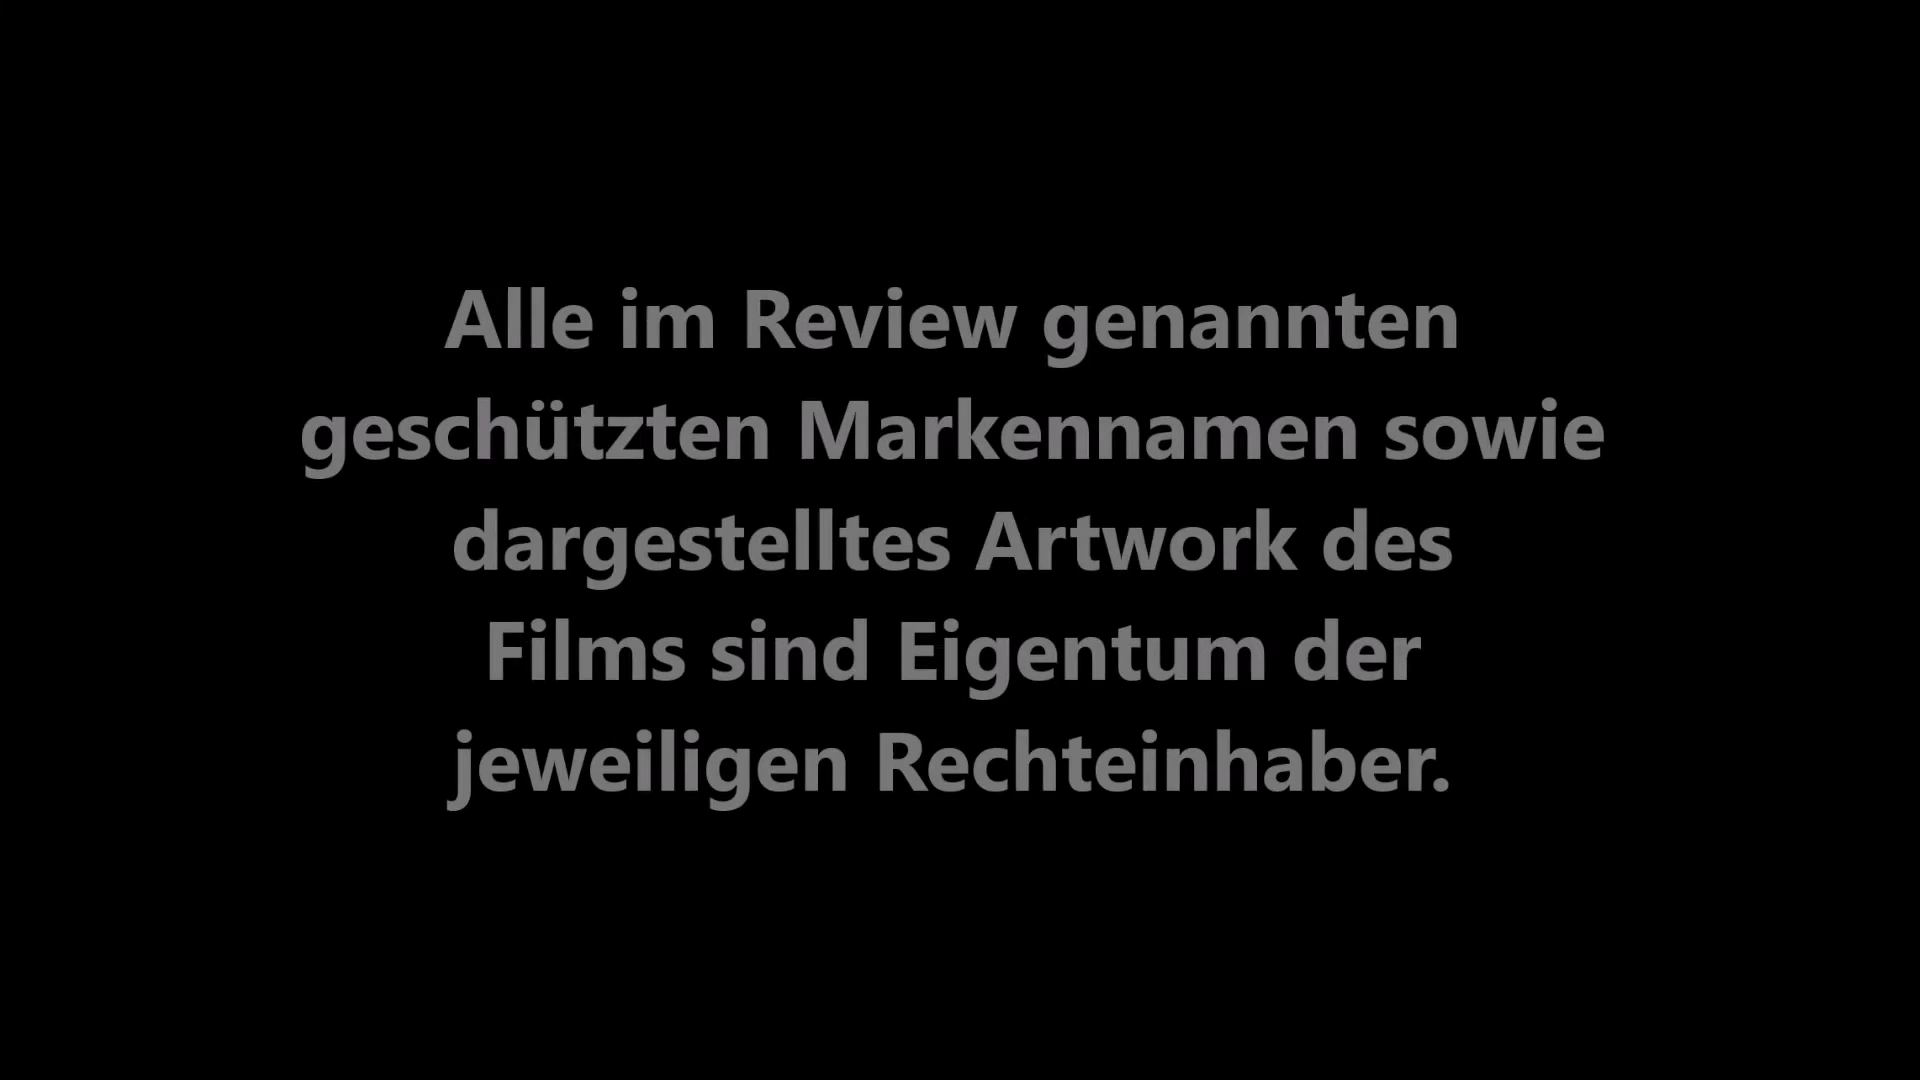 Alle im Review genannten
geschützten Markennamen sowie
dargestelltes Artwork des
Films sind Eigentum der
jeweiligen Rechteinhaber.